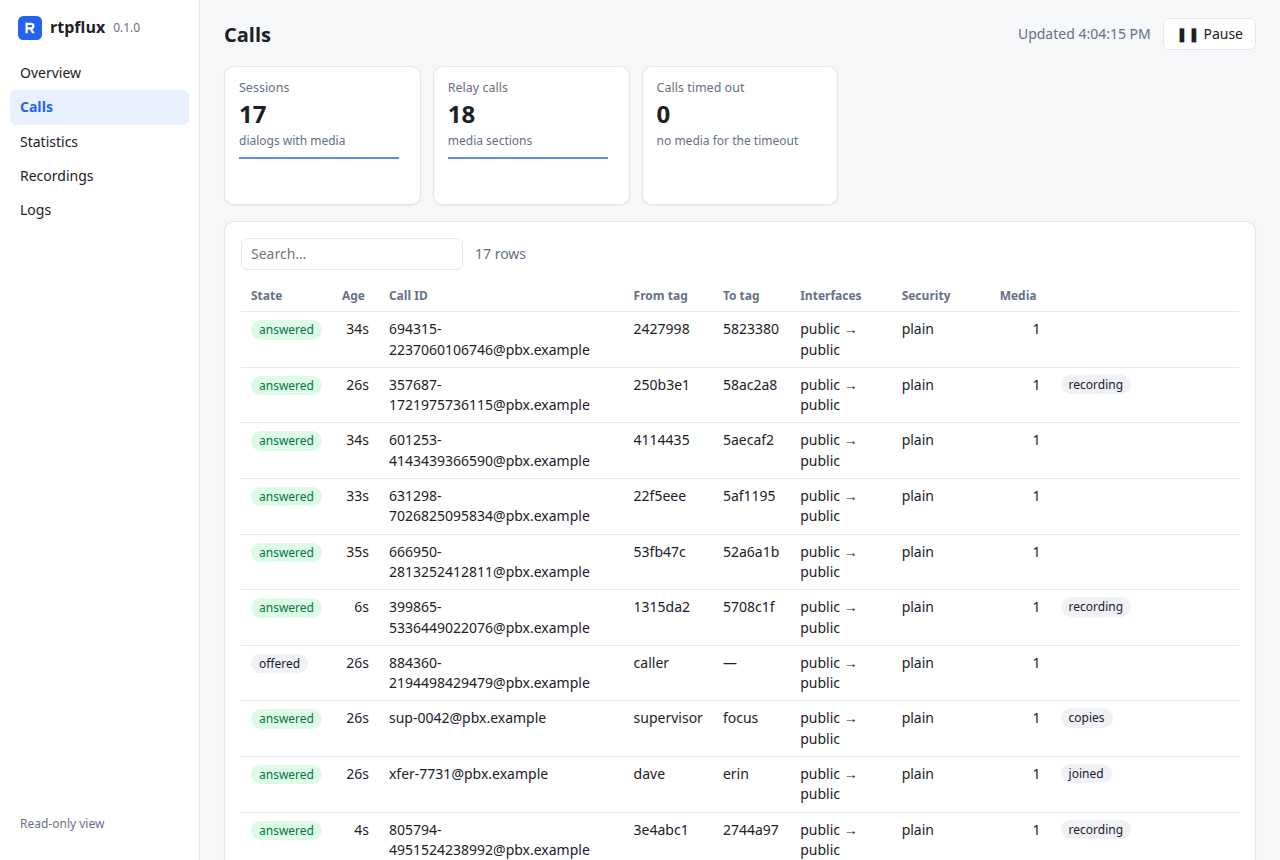 R rtpflux 0.1.0
Overview
Calls
Statistics
Recordings
Logs
Read-only view
Calls
Updated 4:04:15 PM
❚❚ Pause
Sessions
17
dialogs with media
Relay calls
18
media sections
Calls timed out
0
no media for the timeout
Search...
17 rows
State Age Call ID From tag To tag Interfaces Security Media
answered 34s 694315- 2427998 5823380 public → plain 1
2237060106746@pbx.example public
answered 26s 357687- 250b3e1 58ac2a8 public → plain 1 recording
1721975736115@pbx.example public
answered 34s 601253- 4114435 5aecaf2 public → plain 1
4143439366590@pbx.example public
answered 33s 631298- 22f5eee 5af1195 public → plain 1
7026825095834@pbx.example public
answered 35s 666950- 53fb47c 52a6a1b public → plain 1
2813252412811@pbx.example public
answered 6s 399865- 1315da2 5708c1f public → plain 1 recording
5336449022076@pbx.example public
offered 26s 884360- caller — public → plain 1
2194498429479@pbx.example public
answered 26s sup-0042@pbx.example supervisor focus public → plain 1 copies
public
answered 26s xfer-7731@pbx.example dave erin public → plain 1 joined
public
answered 4s 805794- 3e4abc1 2744a97 public → plain 1 recording
4951524238992@pbx.example public